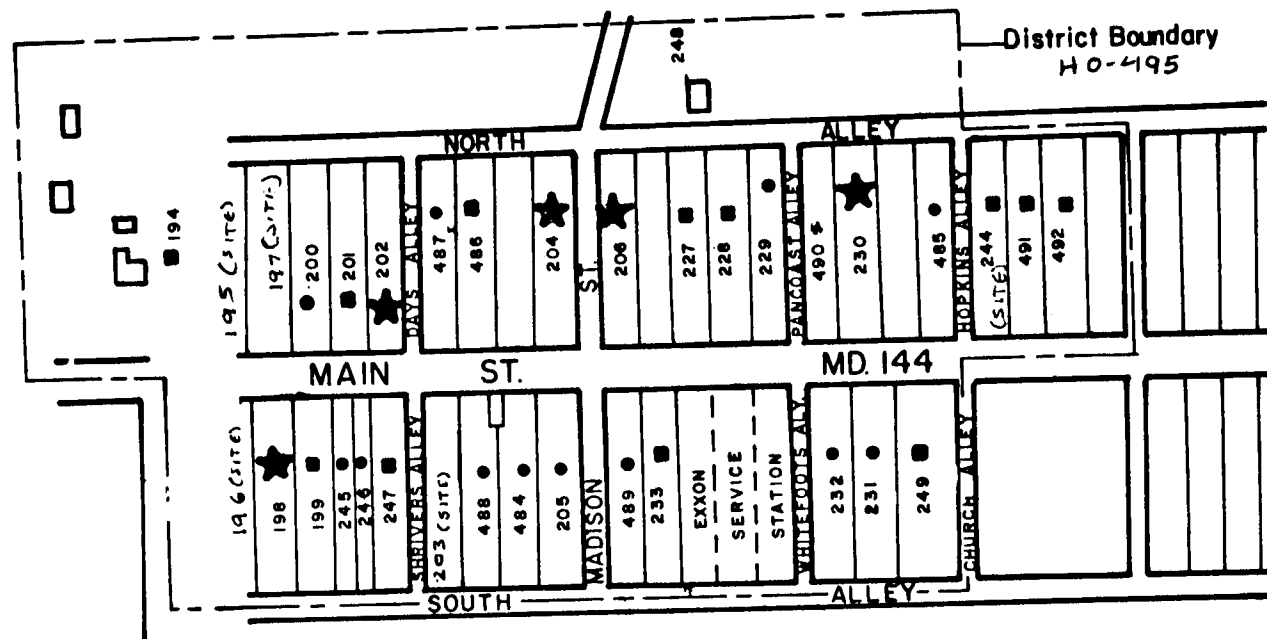 District Boundary
HO-495
248
NORTH ALLEY
194
195 (SITE)
197 (SITE)
200
201
202
DAYS ALLEY
487
486
204
ST.
206
227
228
229
PANCOAST ALLEY
490
230
485
HOPKINS ALLEY
244 (SITE)
491
492
MAIN ST. MD. 144
196 (SITE)
198
199
245
246
247
SHRIVERS ALLEY
203 (SITE)
488
484
205
MADISON
489
233
EXXON
SERVICE
STATION
WHITEFOOTS ALY.
232
231
249
CHURCH ALLEY
SOUTH ALLEY